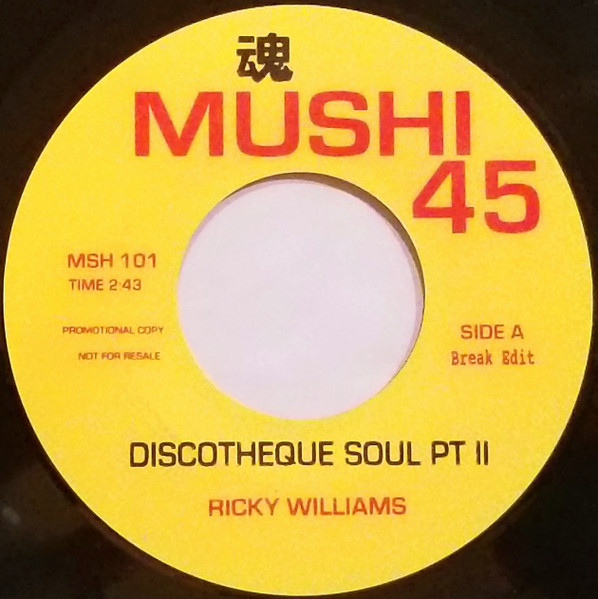 魂
MUSHI
45
MSH 101
TIME 2:43
PROMOTIONAL COPY
NOT FOR RESALE
SIDE A
Break Edit
DISCOTHEQUE SOUL PT II
RICKY WILLIAMS